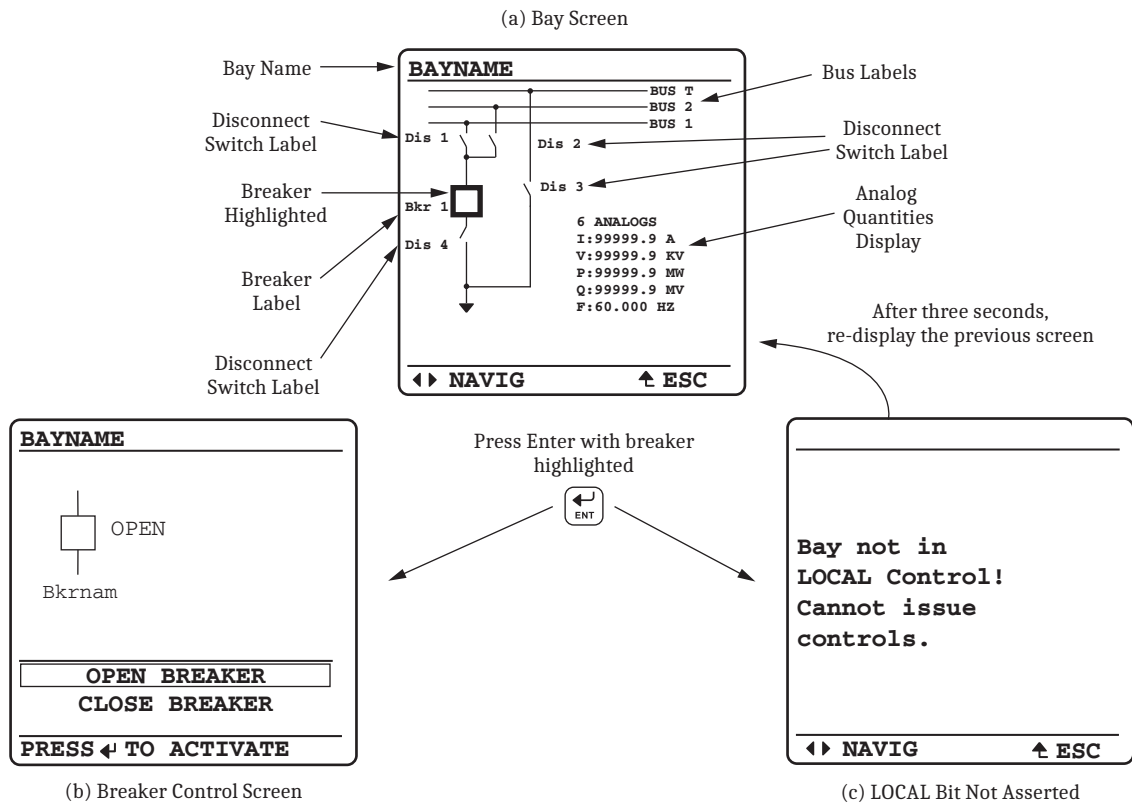 (a) Bay Screen
Bay Name
Disconnect
Switch Label
Breaker
Highlighted
Breaker
Label
Disconnect
Switch Label
BAYNAME
BUS T
BUS 2
BUS 1
Dis 1
Dis 2
Dis 3
Bkr 1
Dis 4
6 ANALOGS
I:99999.9 A
V:99999.9 KV
P:99999.9 MW
Q:99999.9 MV
F:60.000 HZ
NAVIG
ESC
Bus Labels
Disconnect
Switch Label
Analog
Quantities
Display
After three seconds,
re-display the previous screen
Press Enter with breaker
highlighted
ENT
BAYNAME
OPEN
Bkrnam
OPEN BREAKER
CLOSE BREAKER
PRESS TO ACTIVATE
(b) Breaker Control Screen
Bay not in
LOCAL Control!
Cannot issue
controls.
NAVIG
ESC
(c) LOCAL Bit Not Asserted